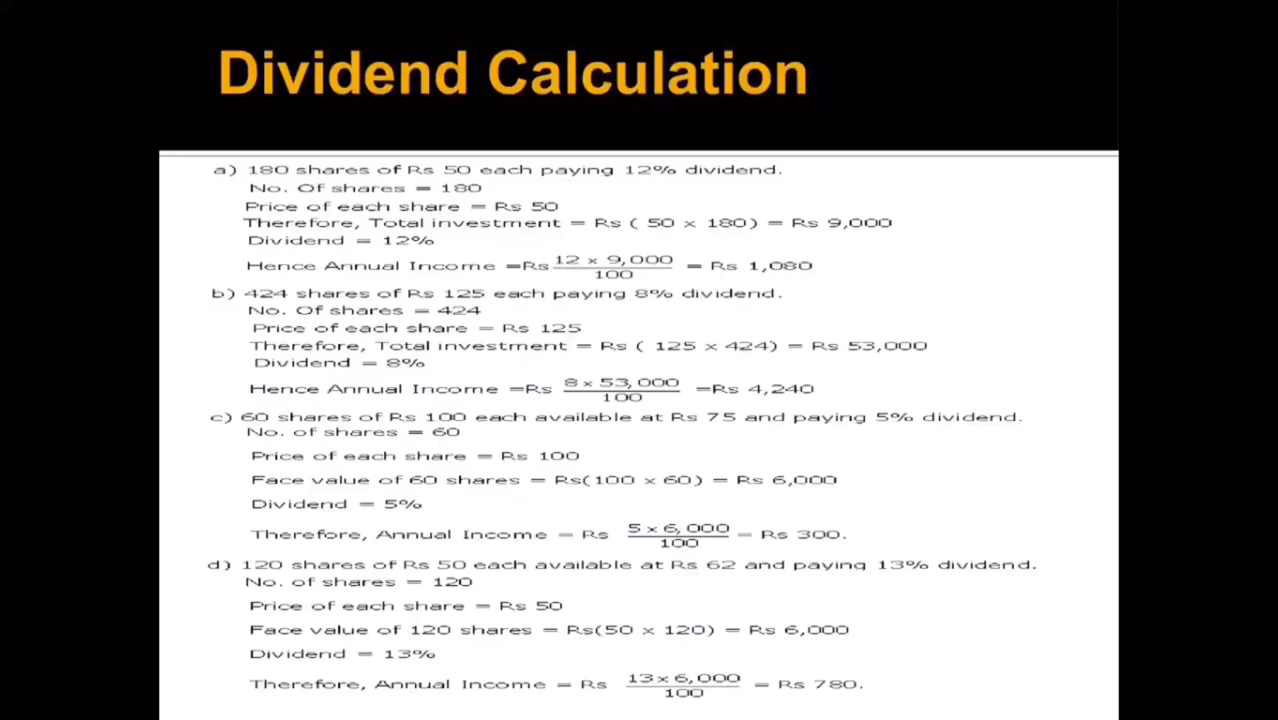 Dividend Calculation
a) 180 shares of Rs 50 each paying 12% dividend.
No. Of shares = 180
Price of each share = Rs 50
Therefore, Total investment = Rs ( 50 × 180) = Rs 9,000
Dividend = 12%
Hence Annual Income =Rs 12 × 9,000 / 100 = Rs 1,080
b) 424 shares of Rs 125 each paying 8% dividend.
No. Of shares = 424
Price of each share = Rs 125
Therefore, Total investment = Rs ( 125 × 424) = Rs 53,000
Dividend = 8%
Hence Annual Income =Rs 8 × 53,000 / 100 =Rs 4,240
c) 60 shares of Rs 100 each available at Rs 75 and paying 5% dividend.
No. of shares = 60
Price of each share = Rs 100
Face value of 60 shares = Rs(100 × 60) = Rs 6,000
Dividend = 5%
Therefore, Annual Income = Rs 5 × 6,000 / 100 = Rs 300.
d) 120 shares of Rs 50 each available at Rs 62 and paying 13% dividend.
No. of shares = 120
Price of each share = Rs 50
Face value of 120 shares = Rs(50 × 120) = Rs 6,000
Dividend = 13%
Therefore, Annual Income = Rs 13 × 6,000 / 100 = Rs 780.